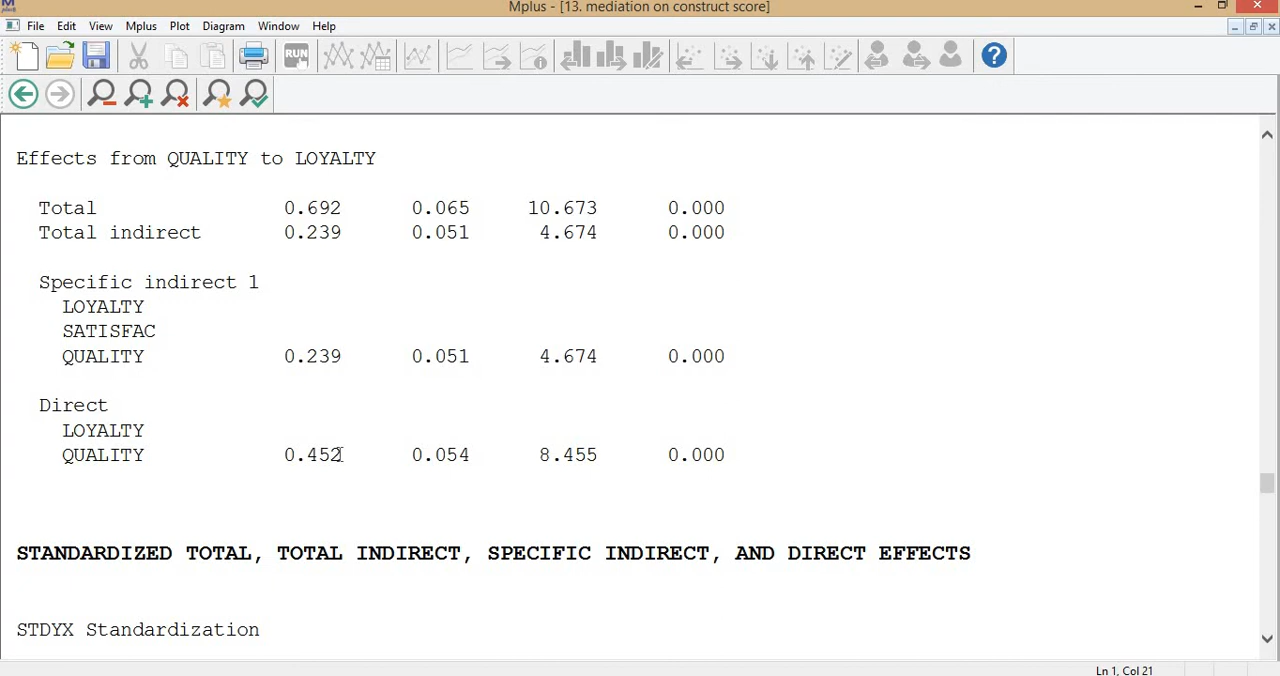 Mplus - [13. mediation on construct score]
File Edit View Mplus Plot Diagram Window Help
RUN
Effects from QUALITY to LOYALTY
Total 0.692 0.065 10.673 0.000
Total indirect 0.239 0.051 4.674 0.000
Specific indirect 1
LOYALTY
SATISFAC
QUALITY 0.239 0.051 4.674 0.000
Direct
LOYALTY
QUALITY 0.452 0.054 8.455 0.000
STANDARDIZED TOTAL, TOTAL INDIRECT, SPECIFIC INDIRECT, AND DIRECT EFFECTS
STDYX Standardization
Ln 1, Col 21